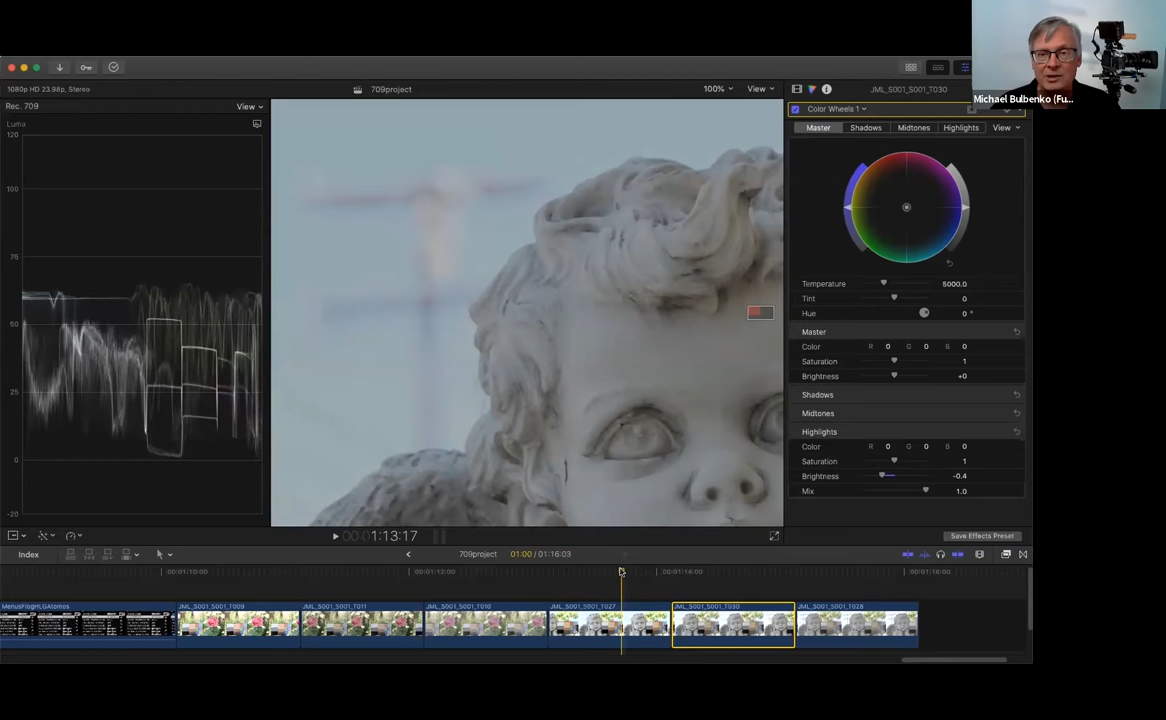 Michael Bulbenko (Fu...
1080p HD 23.98p, Stereo
709project
100%
View
JML_S001_S001_T030
Rec. 709
View
Color Wheels 1
Luma
Master
Shadows
Midtones
Highlights
View
120
100
75
50
25
0
-20
Temperature
5000.0
Tint
0
Hue
0 °
Master
Color R 0 G 0 B 0
Saturation 1
Brightness +0
Shadows
Midtones
Highlights
Color R 0 G 0 B 0
Saturation 1
Brightness -0.4
Mix 1.0
00:00:01:13:17
Save Effects Preset
Index
709project
01:00 / 01:16:03
00:01:10:00
00:01:12:00
00:01:14:00
00:01:16:00
MenusFlogHLGAtomos
JML_S001_S001_T009
JML_S001_S001_T011
JML_S001_S001_T010
JML_S001_S001_T027
JML_S001_S001_T030
JML_S001_S001_T028